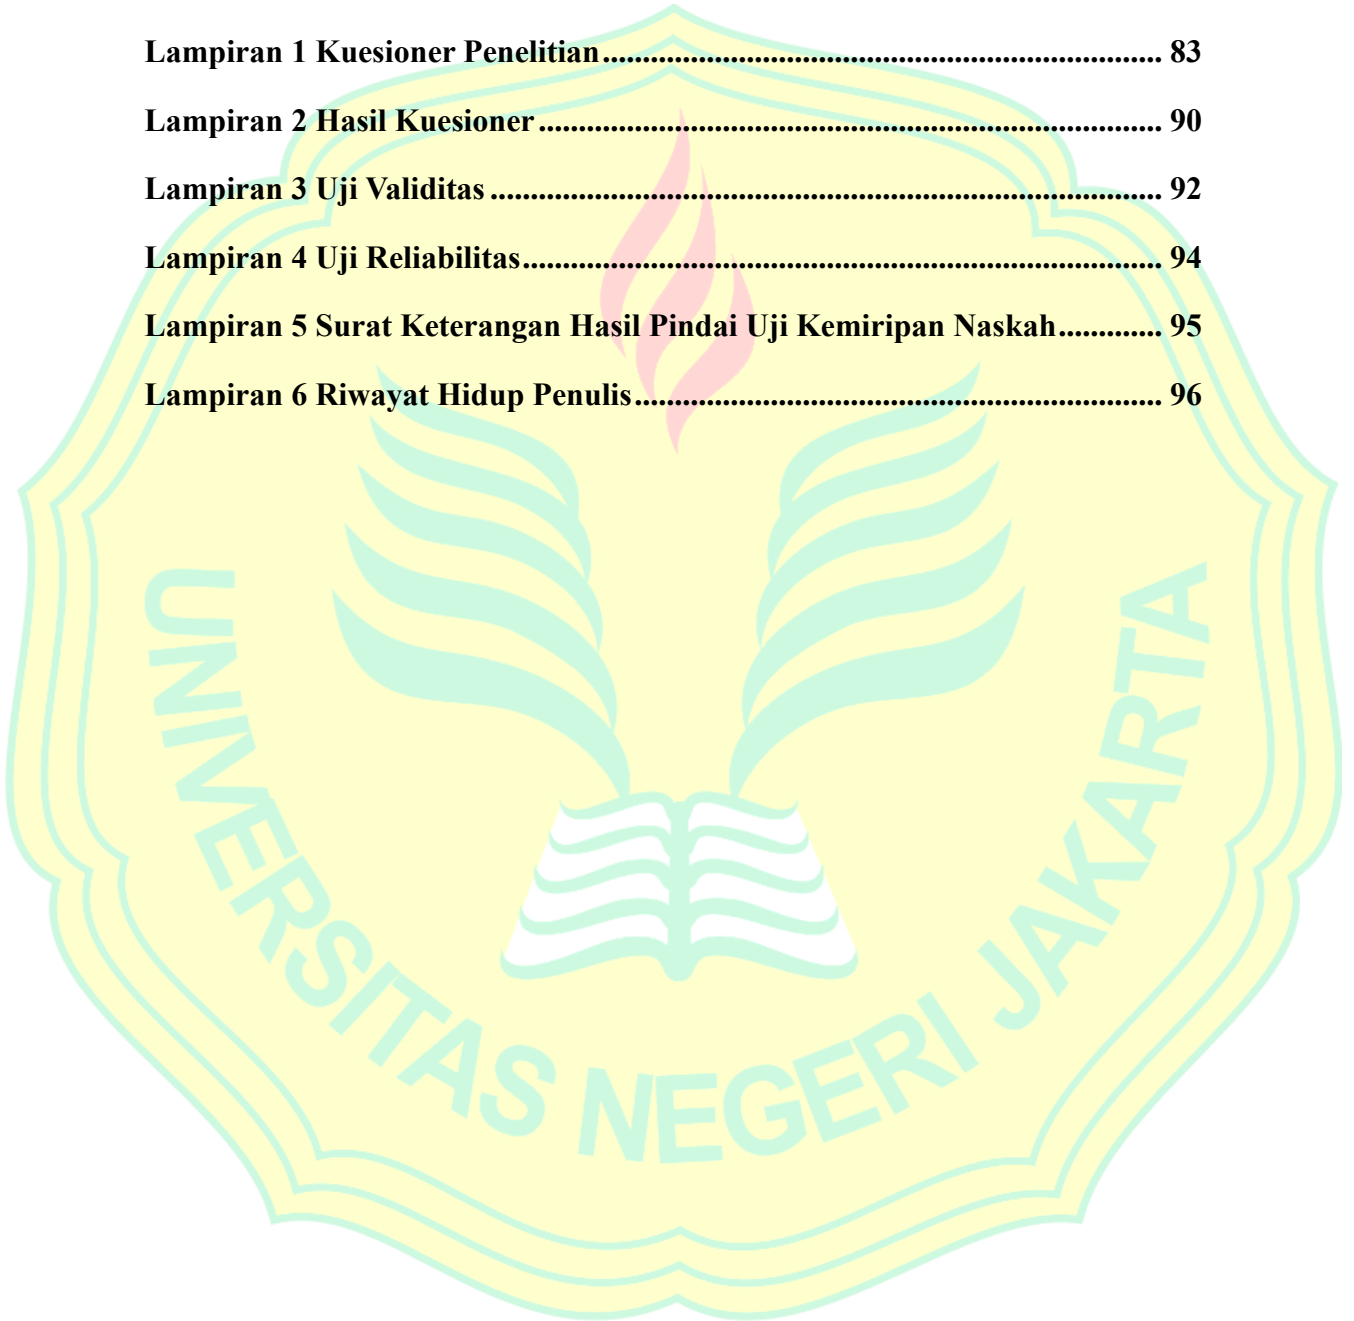 Lampiran 1 Kuesioner Penelitian...................................................................... 83
Lampiran 2 Hasil Kuesioner.............................................................................. 90
Lampiran 3 Uji Validitas.................................................................................... 92
Lampiran 4 Uji Reliabilitas................................................................................ 94
Lampiran 5 Surat Keterangan Hasil Pindai Uji Kemiripan Naskah............. 95
Lampiran 6 Riwayat Hidup Penulis.................................................................. 96
UNIVERSITAS NEGERI JAKARTA